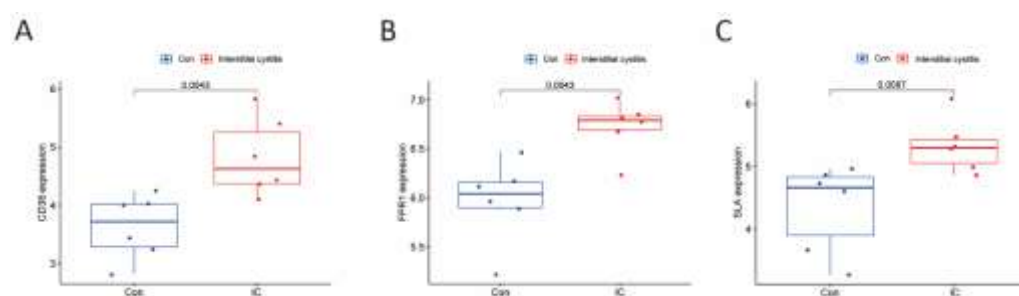 A
B
C
Con Interstitial cystitis
Con Interstitial cystitis
Con Interstitial cystitis
0.0043
0.0043
0.0087
CD38 expression
6
5
4
3
FPR1 expression
7.0
6.5
6.0
5.5
SLA expression
6
5
4
Con
IC
Con
IC
Con
IC